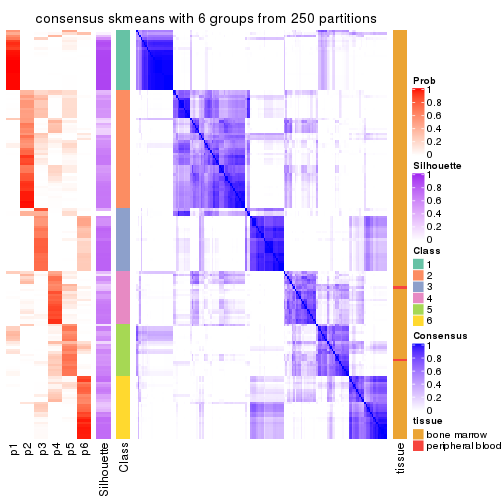 consensus skmeans with 6 groups from 250 partitions
Prob
1
0.8
0.6
0.4
0.2
0
Silhouette
1
0.8
0.6
0.4
0.2
0
Class
1
2
3
4
5
6
Consensus
1
0.8
0.6
0.4
0.2
0
tissue
bone marrow
peripheral blood
p1
p2
p3
p4
p5
p6
Silhouette
Class
tissue